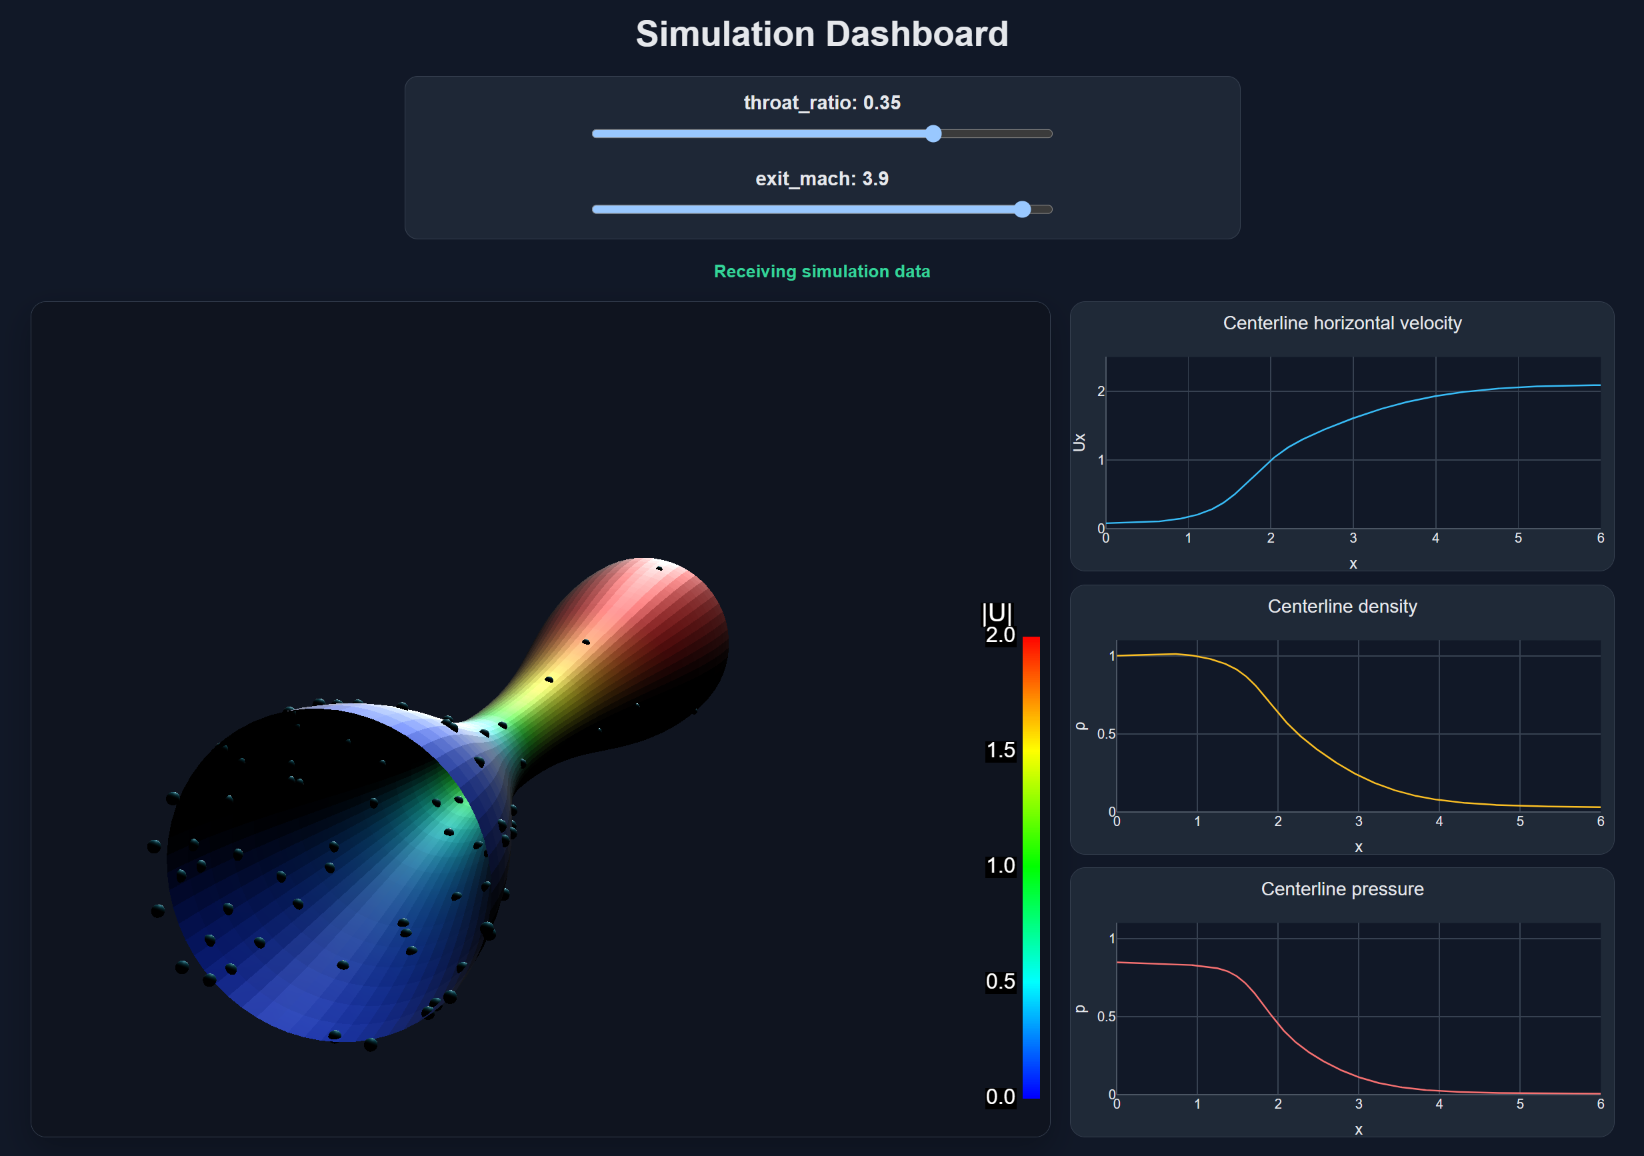 Simulation Dashboard
throat_ratio: 0.35
exit_mach: 3.9
Receiving simulation data
|U|
2.0
1.5
1.0
0.5
0.0
Centerline horizontal velocity
Ux
2
1
0
0 1 2 3 4 5 6
x
Centerline density
ρ
1
0.5
0
0 1 2 3 4 5 6
x
Centerline pressure
p
1
0.5
0
0 1 2 3 4 5 6
x